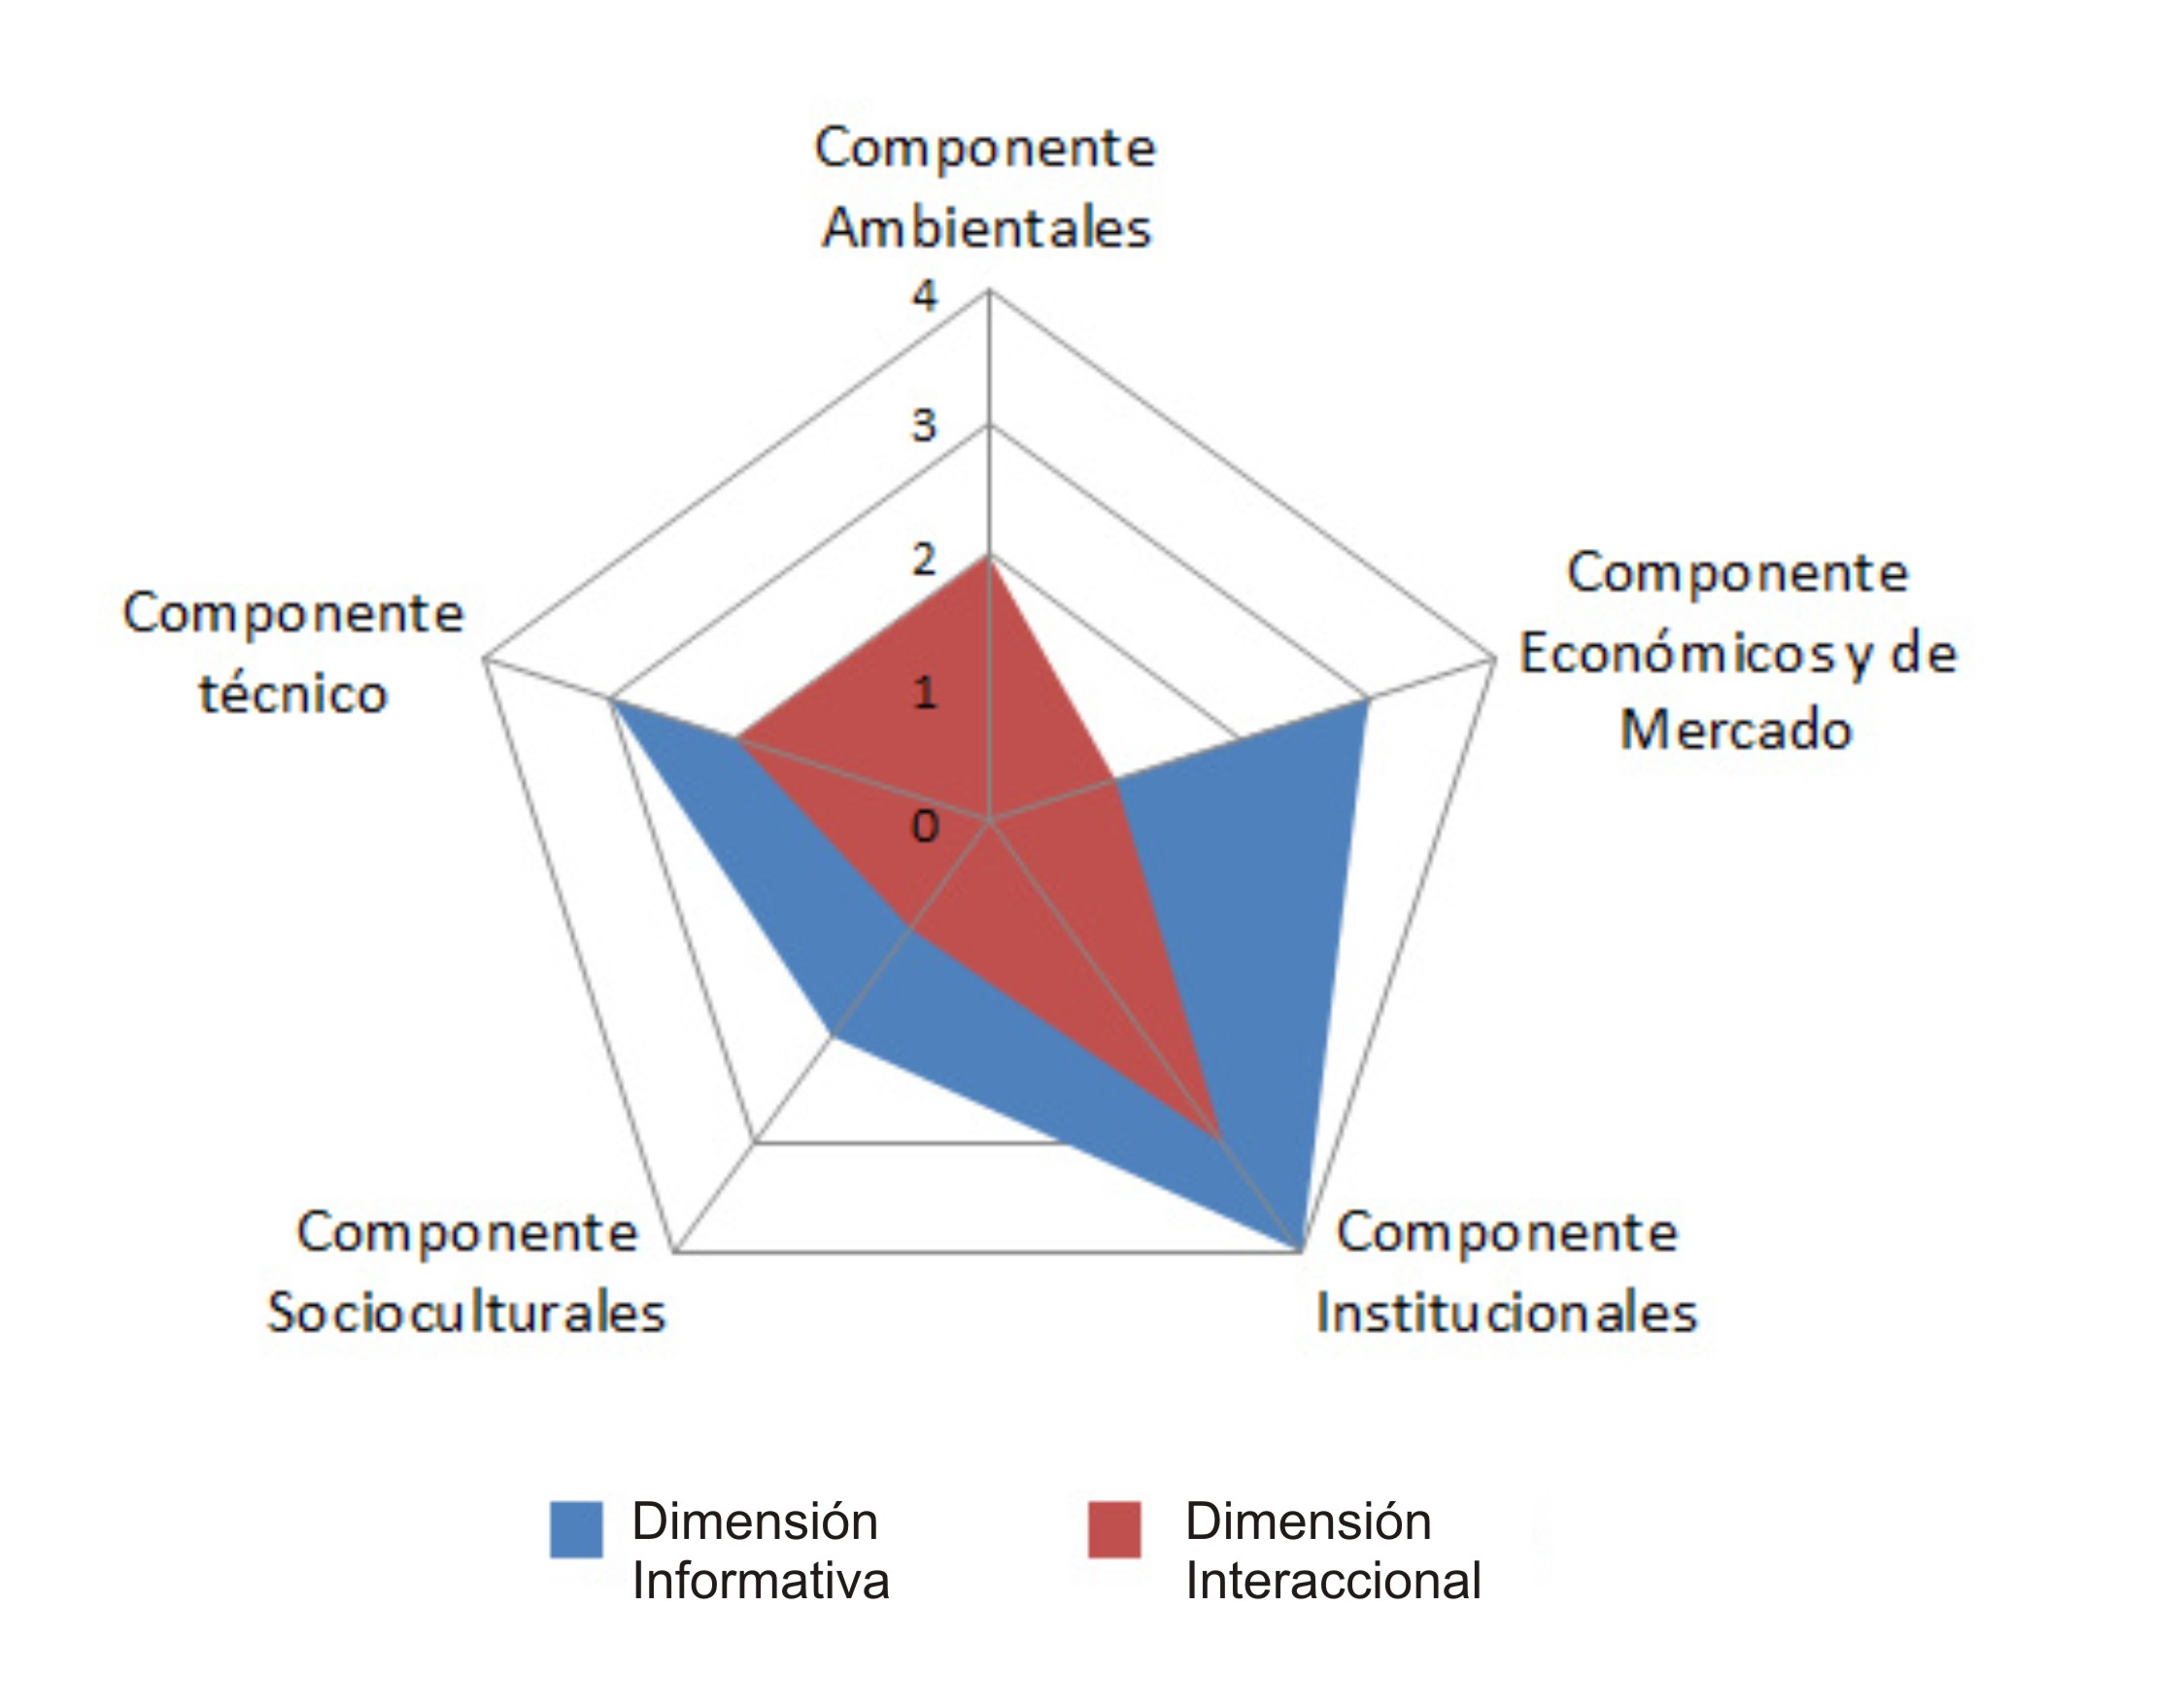 Componente
Ambientales
4
3
2
1
0
Componente
Económicos y de
Mercado
Componente
técnico
Componente
Socioculturales
Componente
Institucionales
Dimensión
Informativa
Dimensión
Interaccional